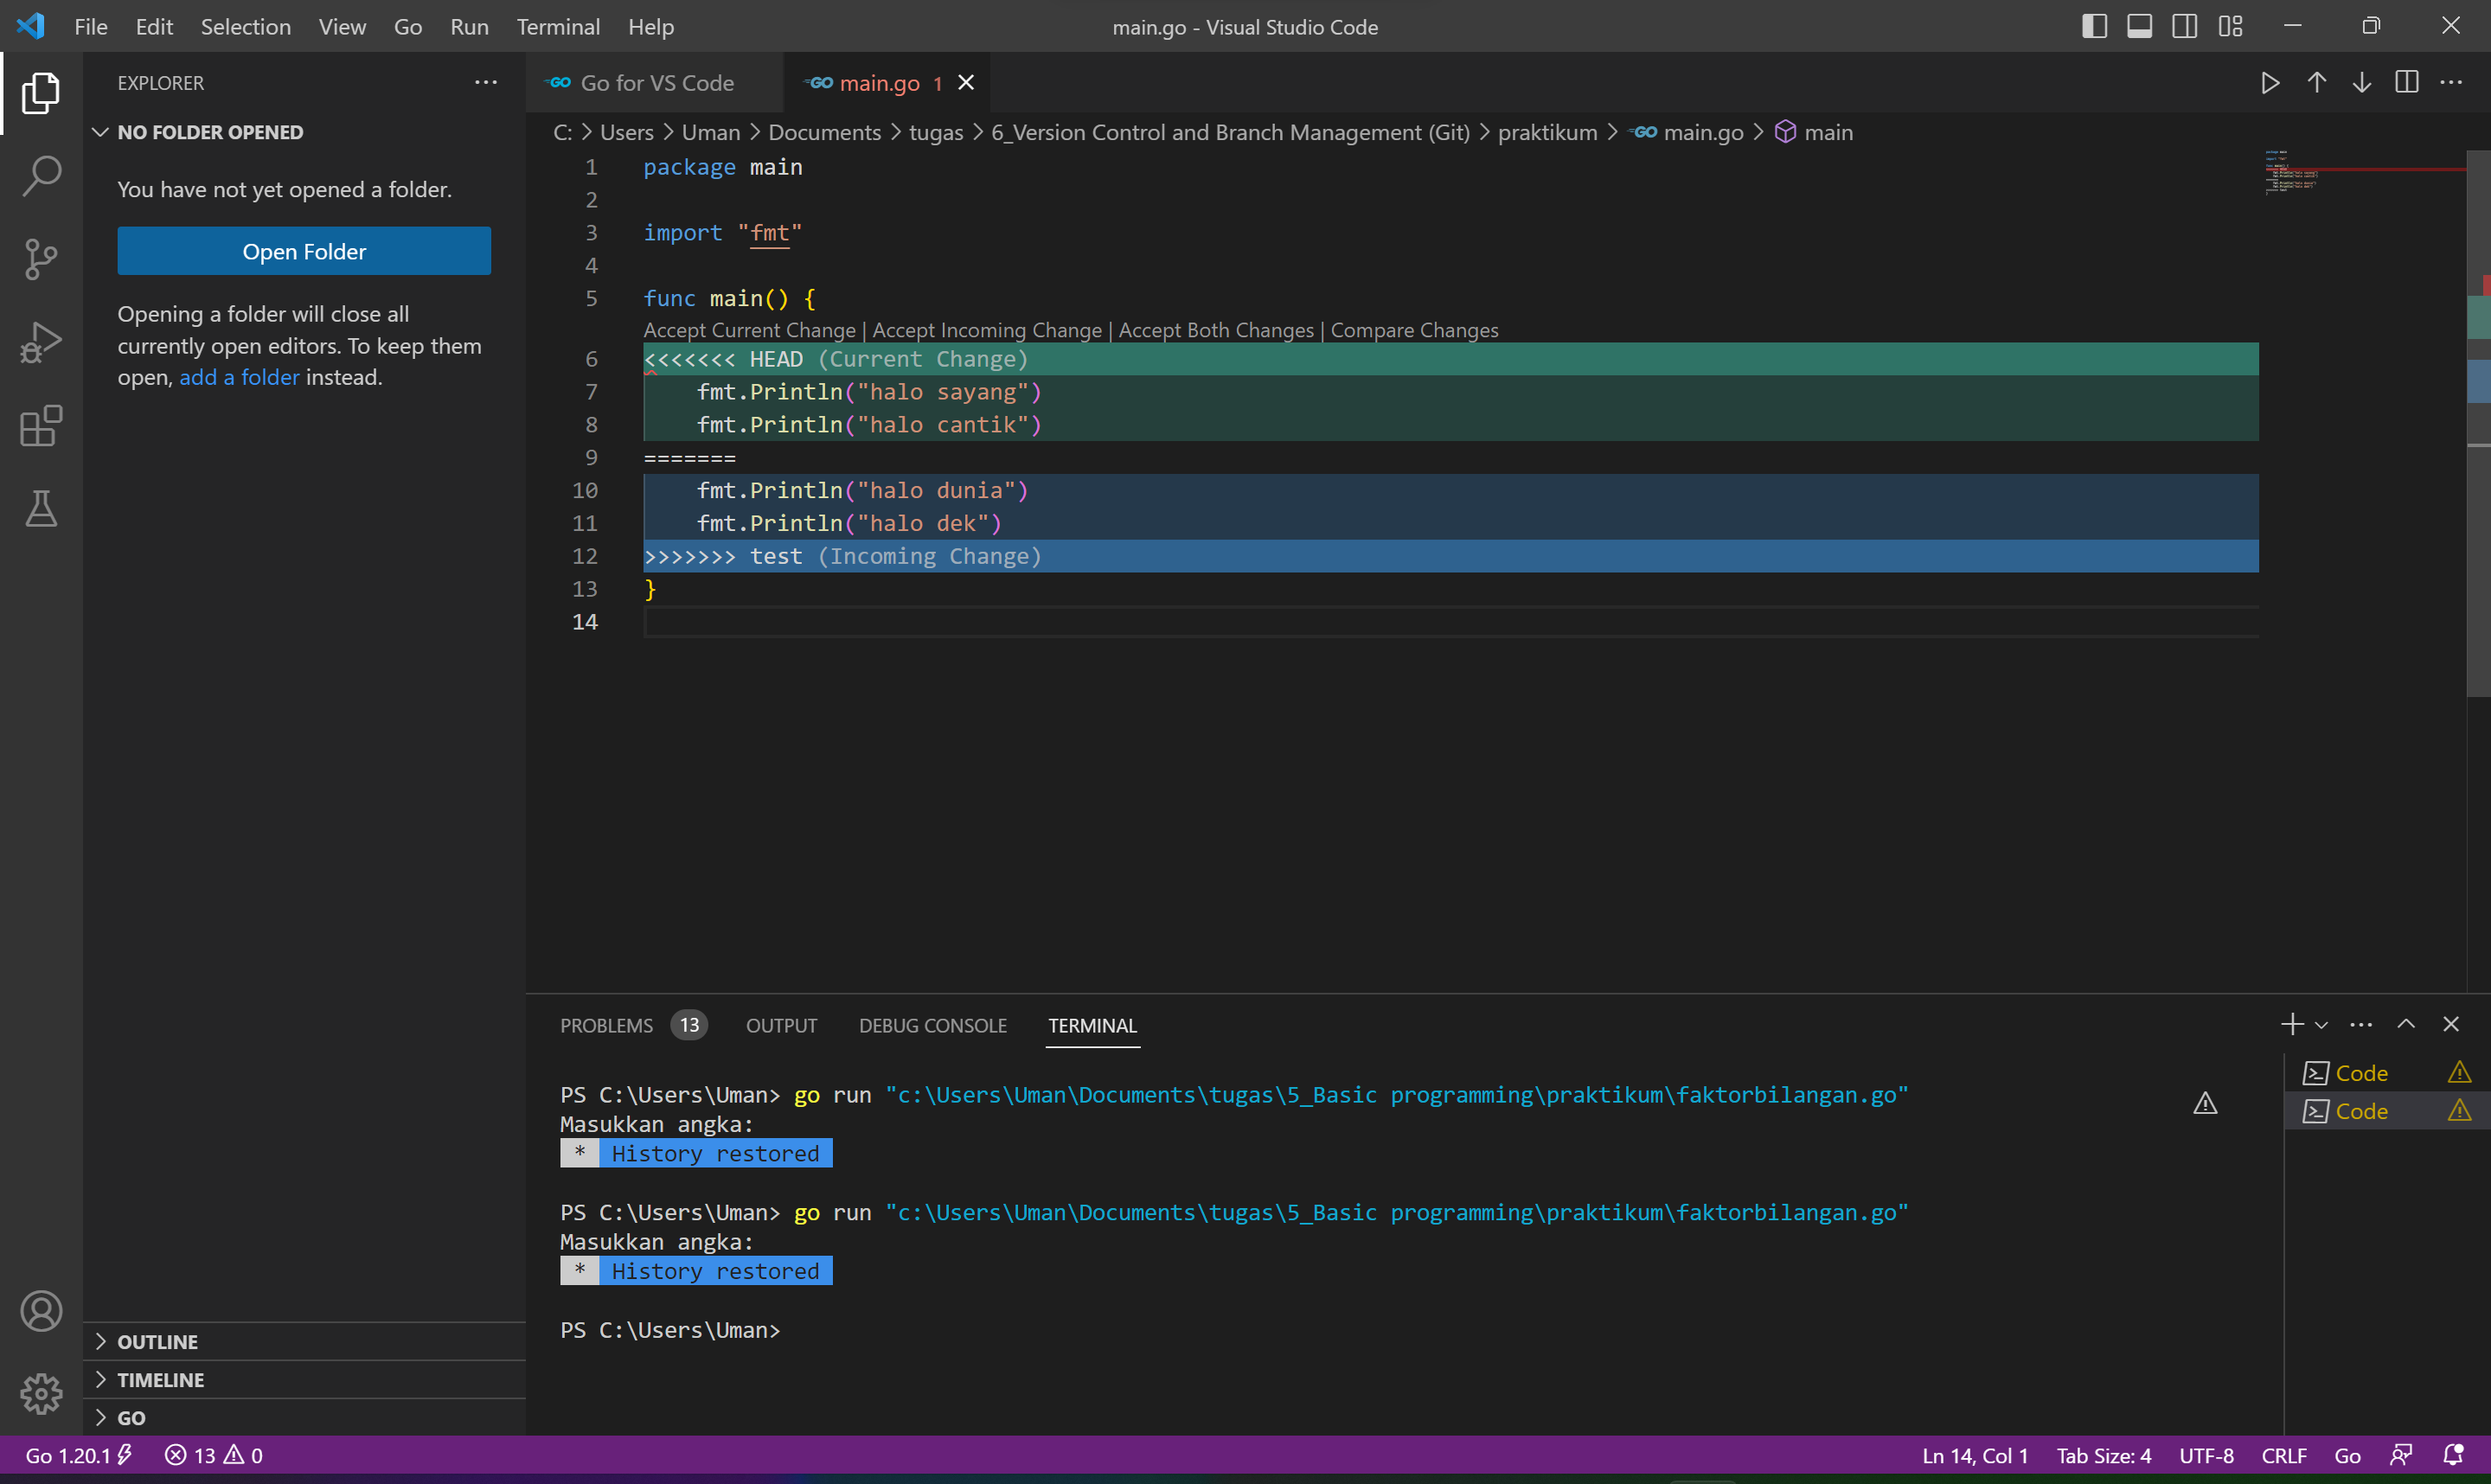 File Edit Selection View Go Run Terminal Help
main.go - Visual Studio Code
EXPLORER
NO FOLDER OPENED
You have not yet opened a folder.
Open Folder
Opening a folder will close all
currently open editors. To keep them
open, add a folder instead.
OUTLINE
TIMELINE
GO
GO Go for VS Code
GO main.go 1
C: > Users > Uman > Documents > tugas > 6_Version Control and Branch Management (Git) > praktikum > GO main.go > main
1 package main
2
3 import "fmt"
4
5 func main() {
Accept Current Change | Accept Incoming Change | Accept Both Changes | Compare Changes
6 <<<<<<< HEAD (Current Change)
7 fmt.Println("halo sayang")
8 fmt.Println("halo cantik")
9 =======
10 fmt.Println("halo dunia")
11 fmt.Println("halo dek")
12 >>>>>>> test (Incoming Change)
13 }
14
PROBLEMS 13 OUTPUT DEBUG CONSOLE TERMINAL
PS C:\Users\Uman> go run "c:\Users\Uman\Documents\tugas\5_Basic programming\praktikum\faktorbilangan.go"
Masukkan angka:
* History restored
PS C:\Users\Uman> go run "c:\Users\Uman\Documents\tugas\5_Basic programming\praktikum\faktorbilangan.go"
Masukkan angka:
* History restored
PS C:\Users\Uman>
Code
Code
Go 1.20.1 13 0
Ln 14, Col 1 Tab Size: 4 UTF-8 CRLF Go